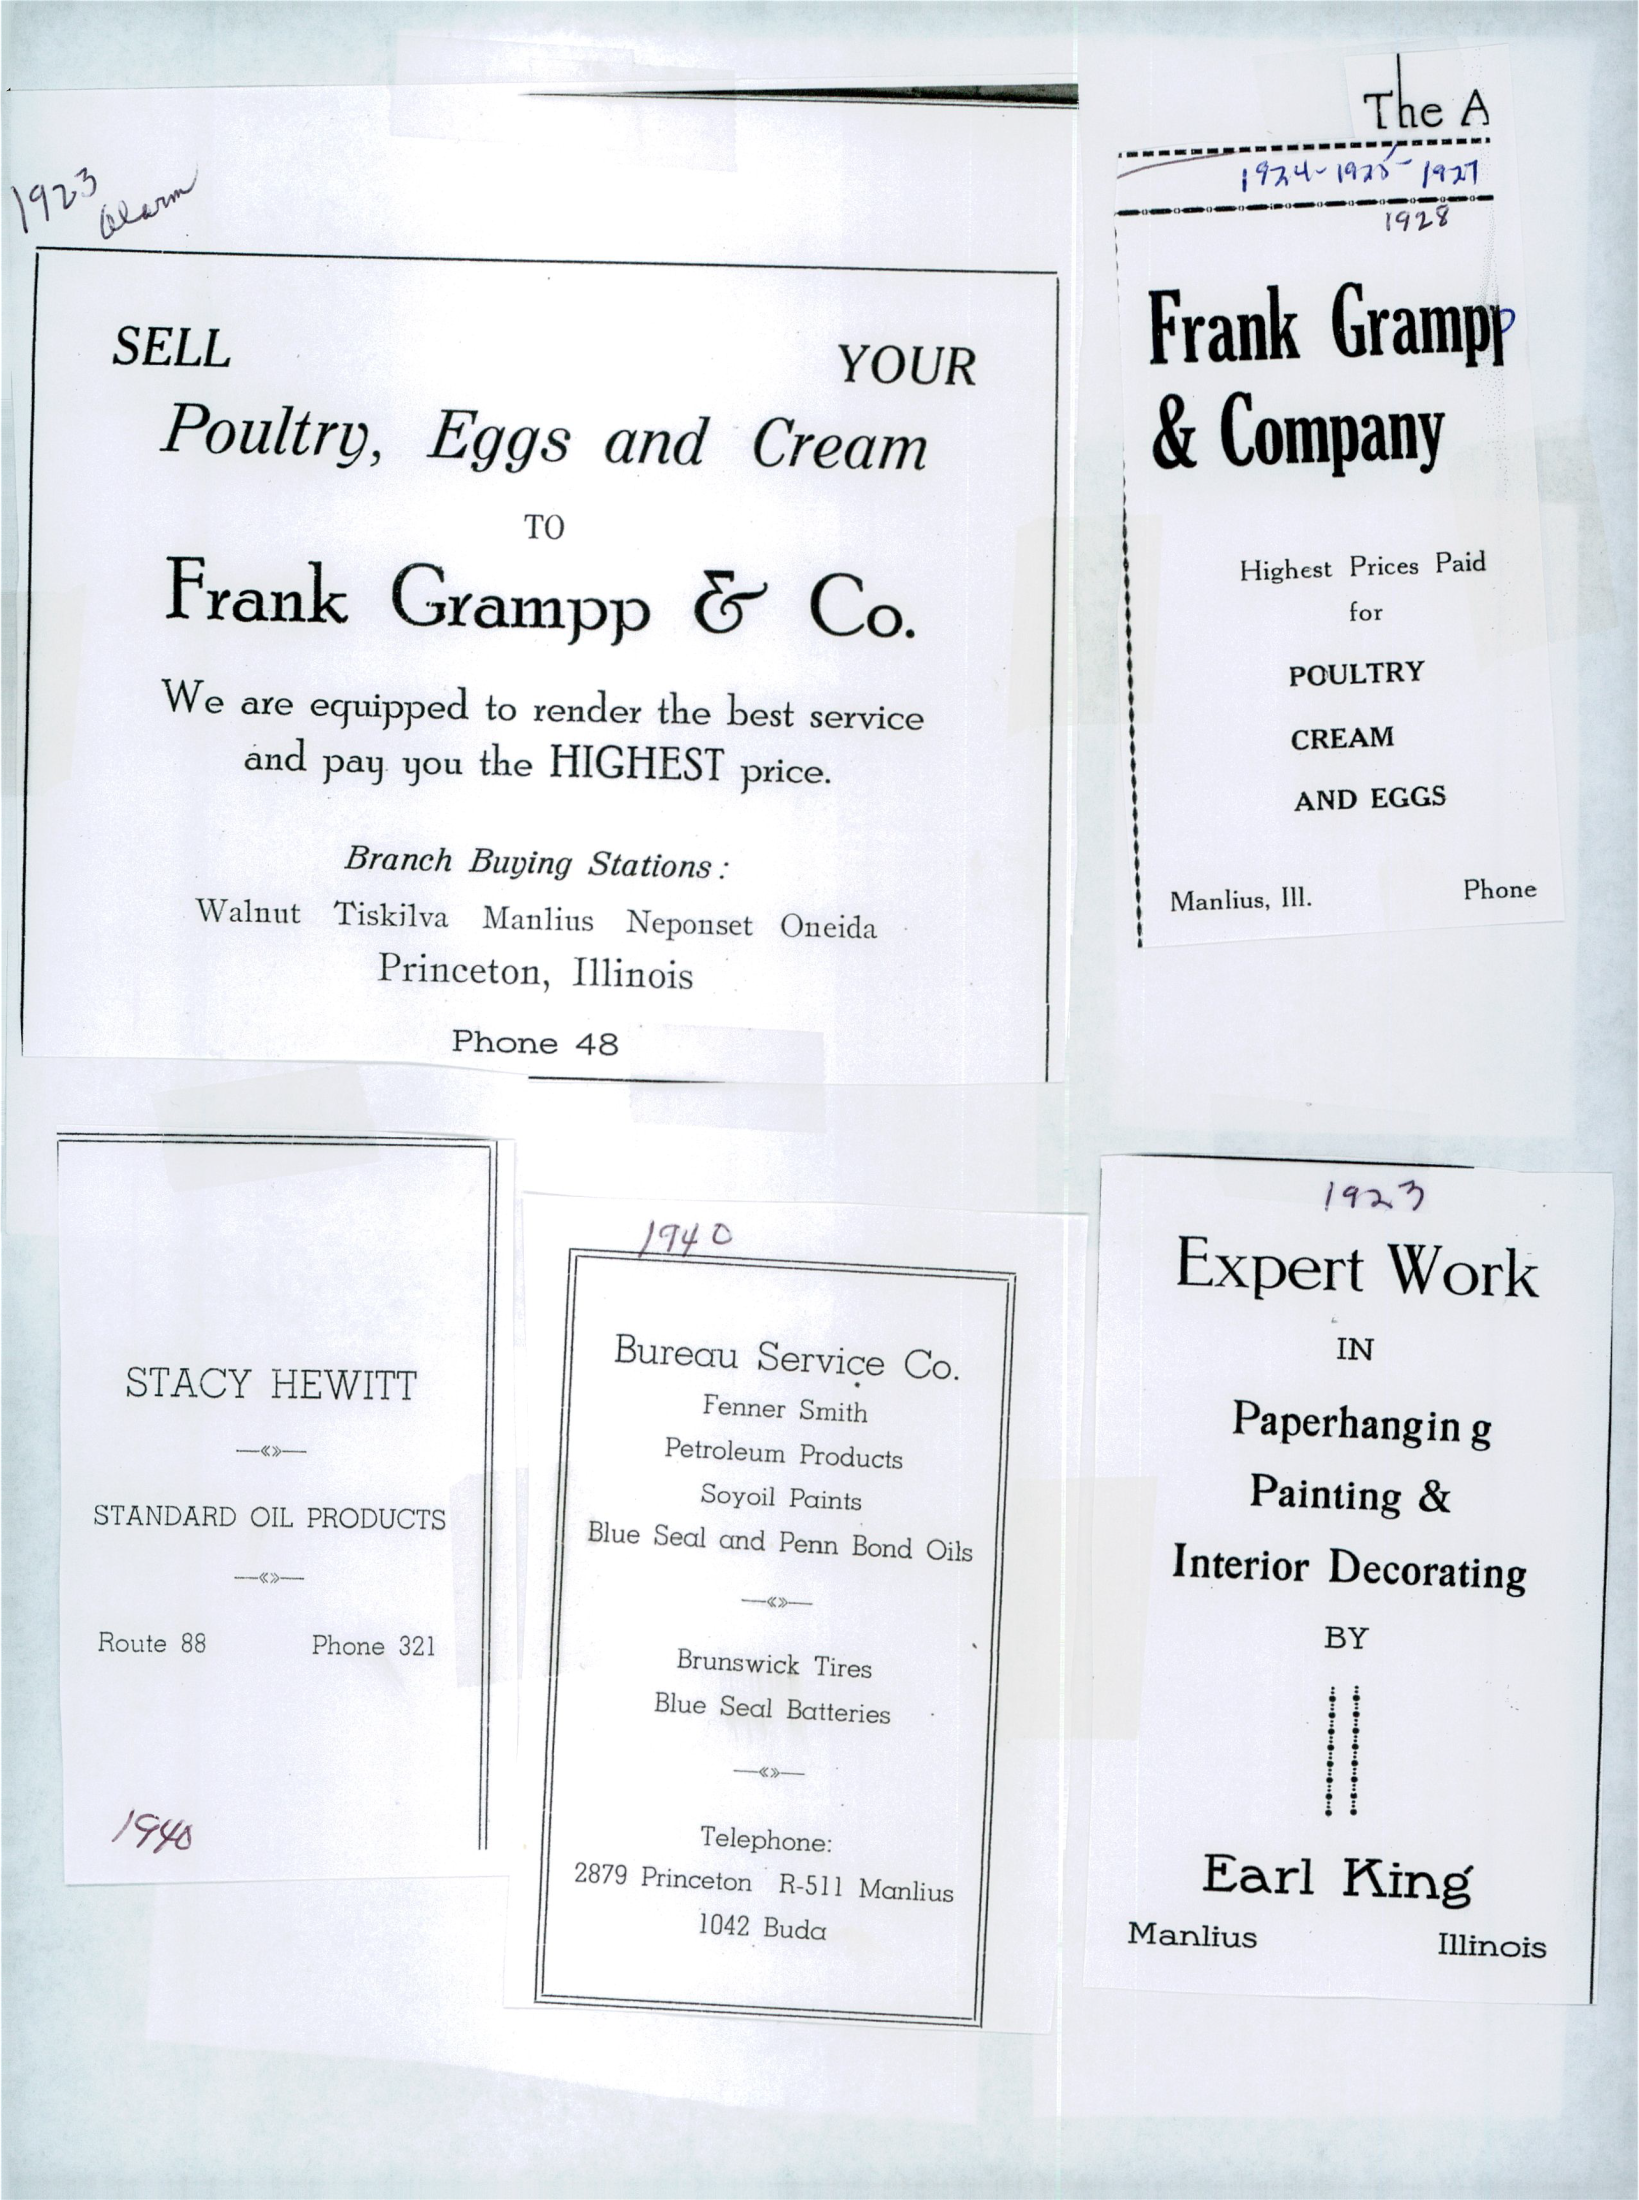 1923
Alarm
SELL YOUR
Poultry, Eggs and Cream
TO
Frank Grampp & Co.
We are equipped to render the best service
and pay you the HIGHEST price.
Branch Buying Stations:
Walnut Tiskilva Manlius Neponset Oneida
Princeton, Illinois
Phone 48
The A
1924-1925-1927
1928
Frank Grampp
& Company
Highest Prices Paid
for
POULTRY
CREAM
AND EGGS
Manlius, Ill. Phone
STACY HEWITT
STANDARD OIL PRODUCTS
Route 88 Phone 321
1940
1940
Bureau Service Co.
Fenner Smith
Petroleum Products
Soyoil Paints
Blue Seal and Penn Bond Oils
Brunswick Tires
Blue Seal Batteries
Telephone:
2879 Princeton R-511 Manlius
1042 Buda
1923
Expert Work
IN
Paperhanging
Painting &
Interior Decorating
BY
Earl King
Manlius Illinois